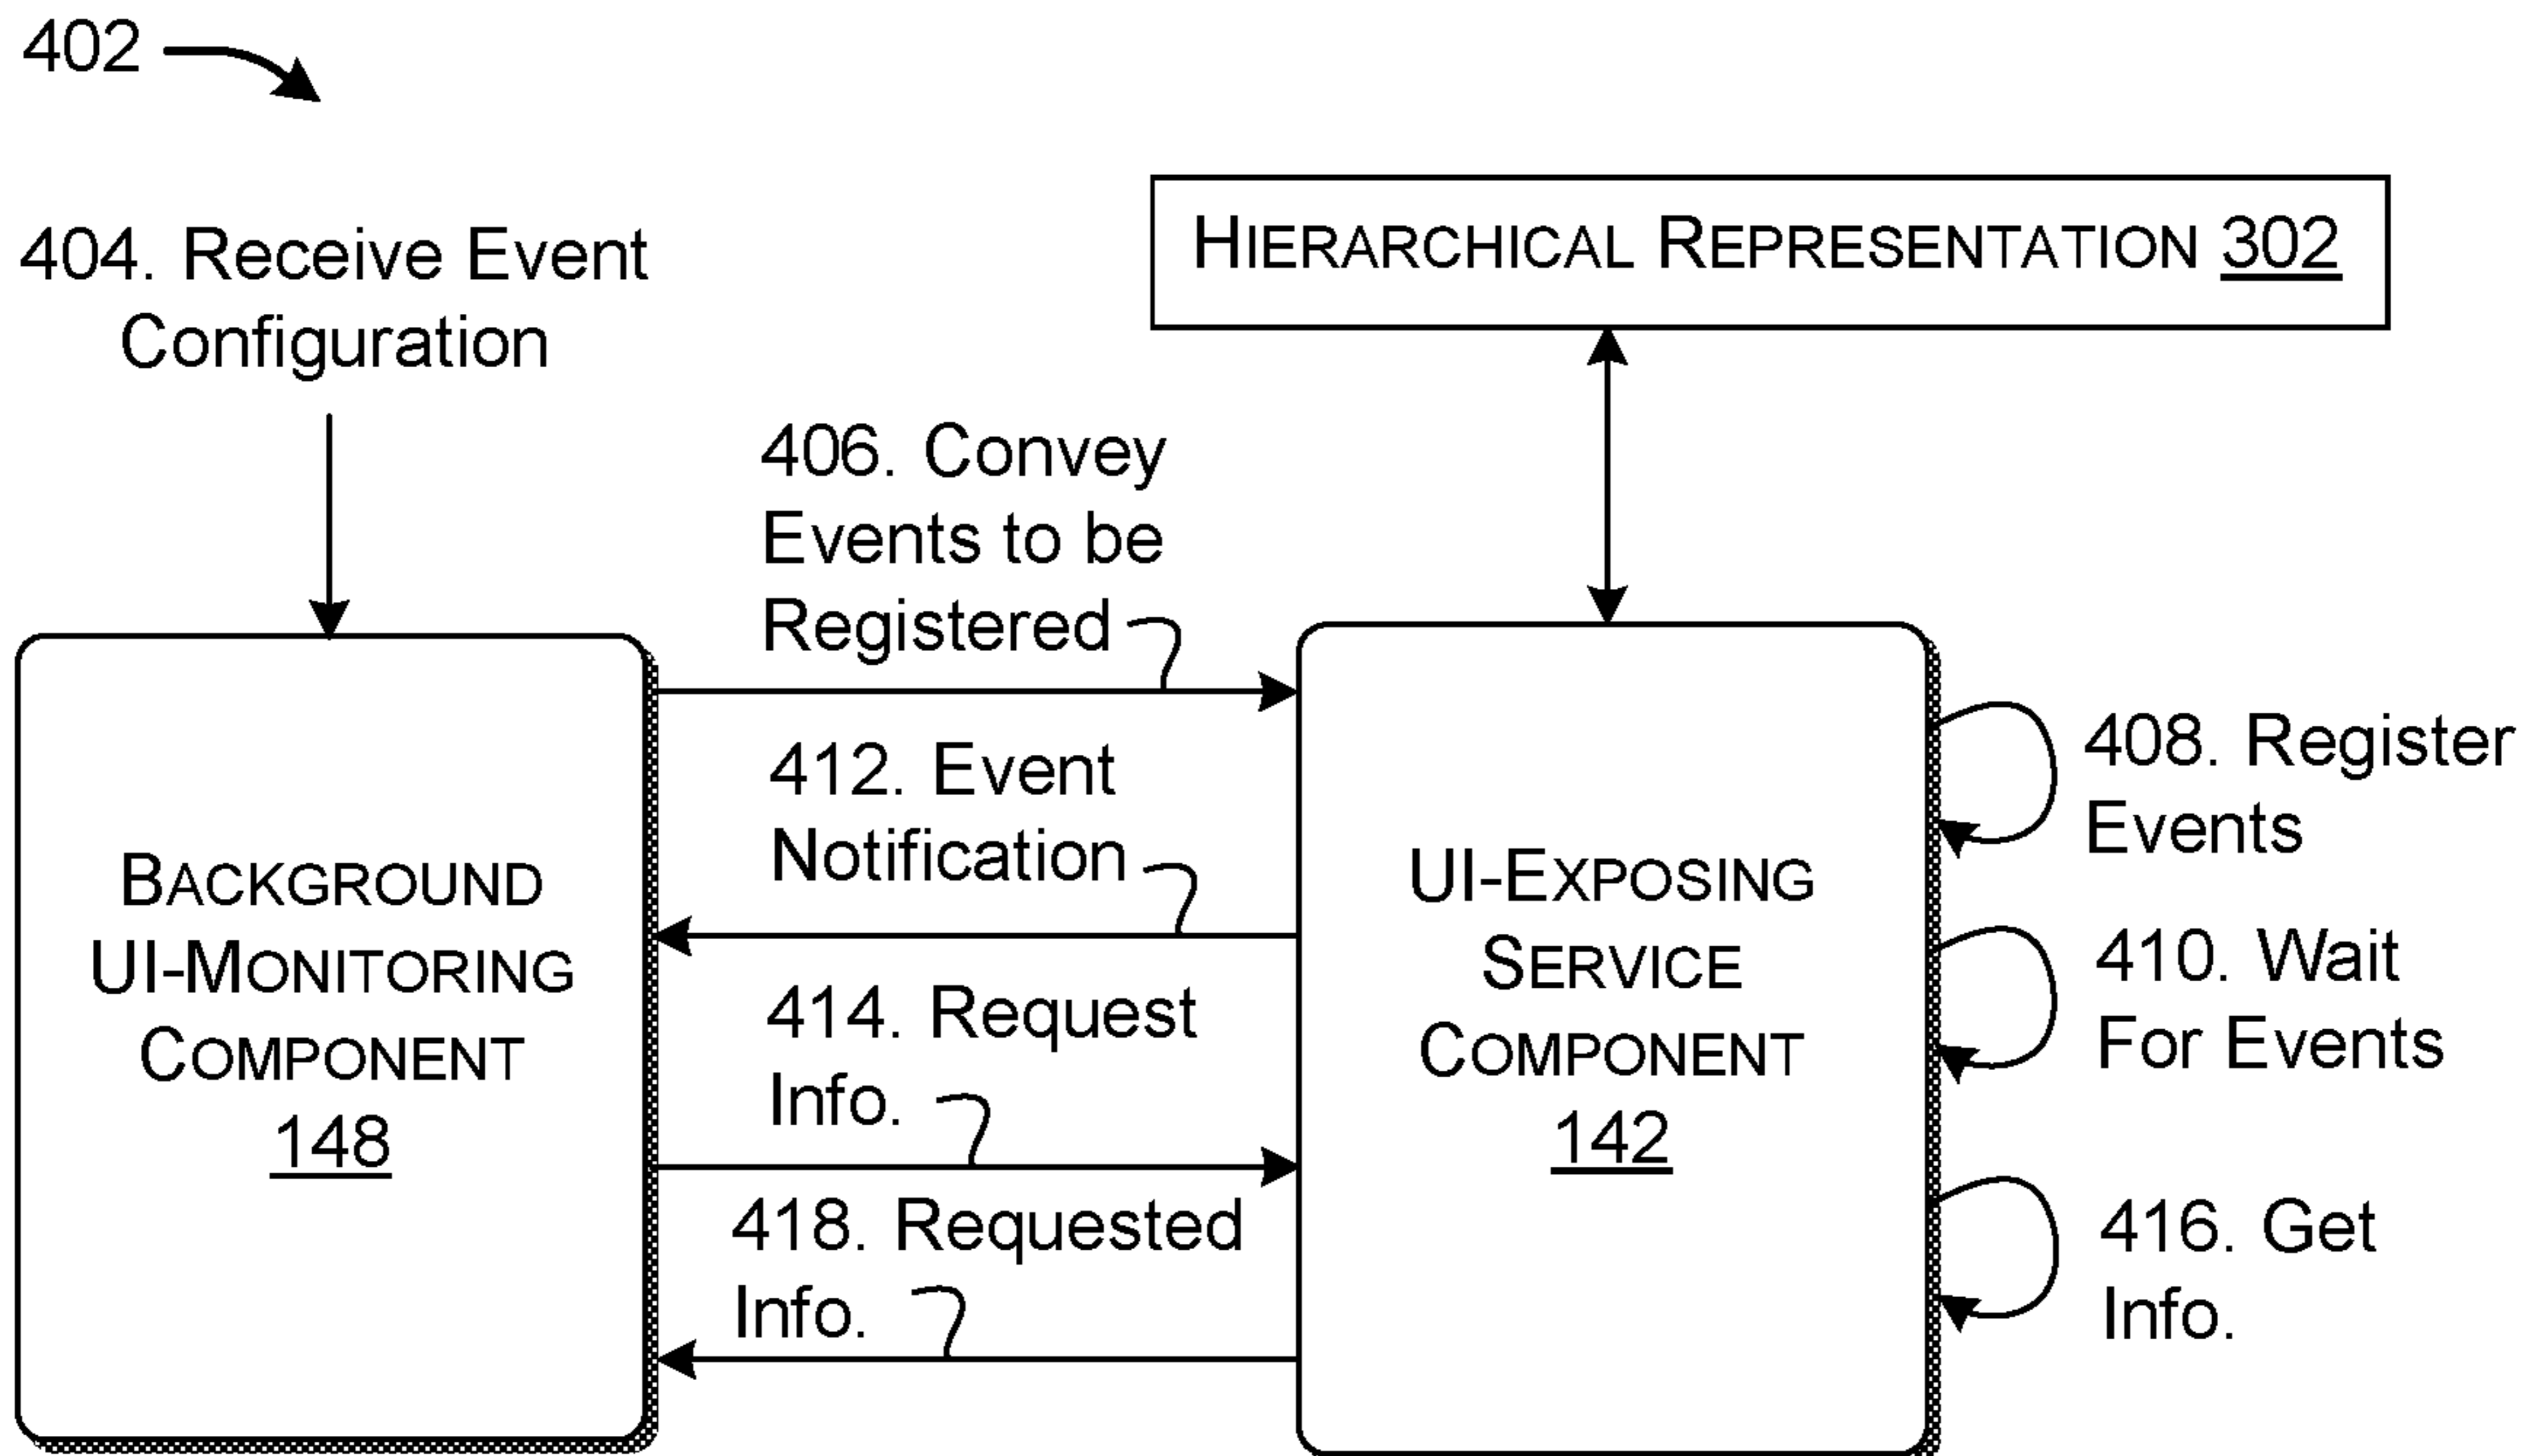 402
404. Receive Event
Configuration
HIERARCHICAL REPRESENTATION 302
406. Convey
Events to be
Registered
412. Event
Notification
414. Request
Info.
418. Requested
Info.
BACKGROUND
UI-MONITORING
COMPONENT
148
UI-EXPOSING
SERVICE
COMPONENT
142
408. Register
Events
410. Wait
For Events
416. Get
Info.